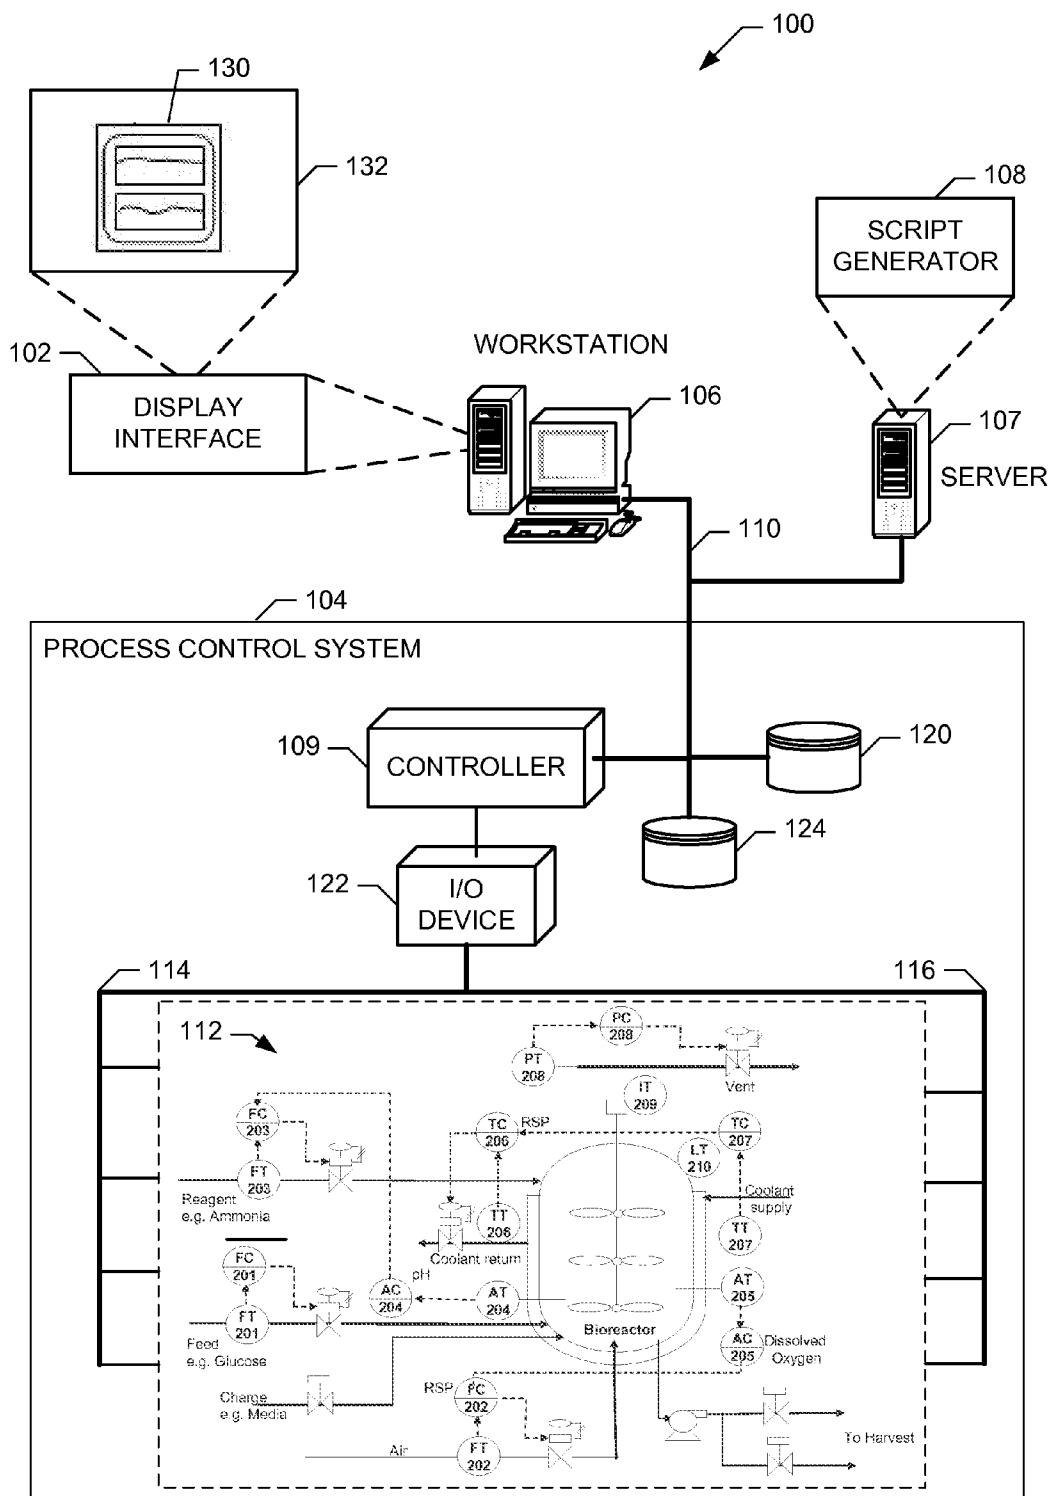 100
130
132
108
SCRIPT
GENERATOR
102
WORKSTATION
DISPLAY
INTERFACE
106
107
SERVER
110
104
PROCESS CONTROL SYSTEM
109
CONTROLLER
120
124
122
I/O
DEVICE
114
116
112
PC
208
PT
208
Vent
IT
209
FC
203
TC
206
RSP
TC
207
LT
210
FT
203
Reagent
e.g. Ammonia
Coolant
supply
TT
206
TT
207
Coolant return
FC
201
pH
AC
204
AT
204
AT
205
FT
201
Bioreactor
Feed
e.g. Glucose
AC
205
Dissolved
Oxygen
Charge
e.g. Media
RSP
FC
202
To Harvest
Air
FT
202